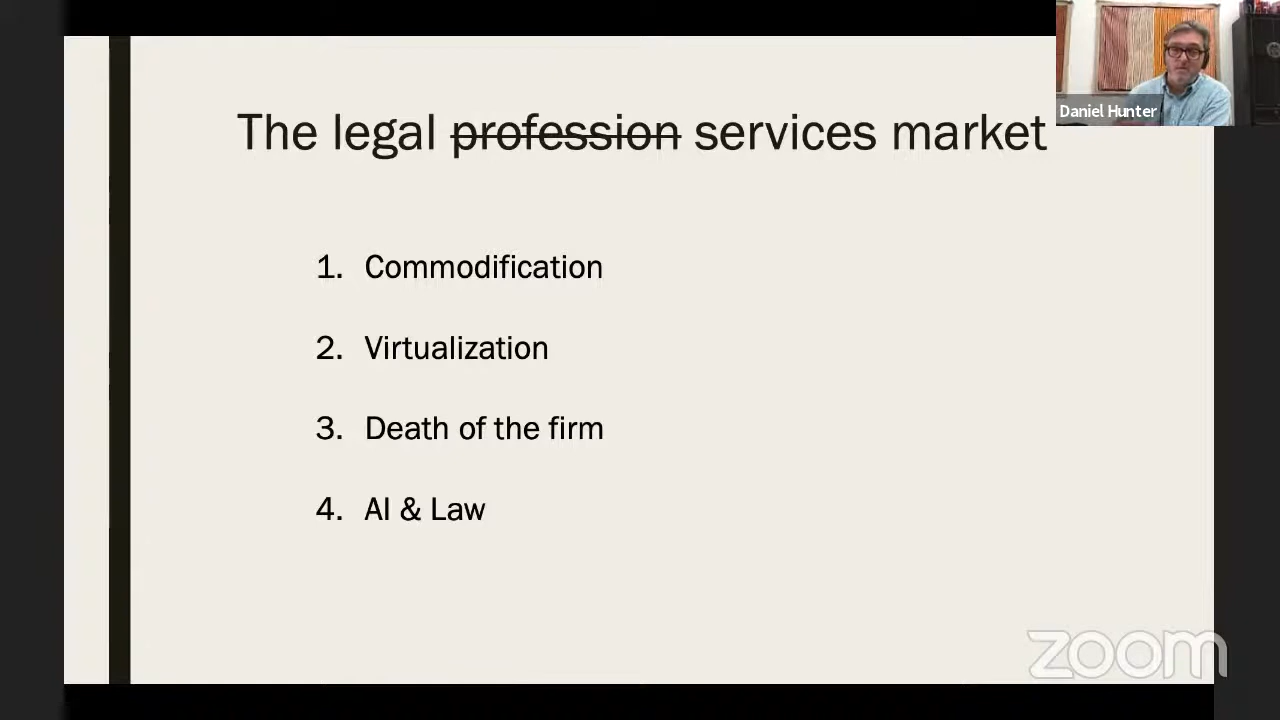 The legal profession services market
Daniel Hunter
1. Commodification
2. Virtualization
3. Death of the firm
4. AI & Law
zoom